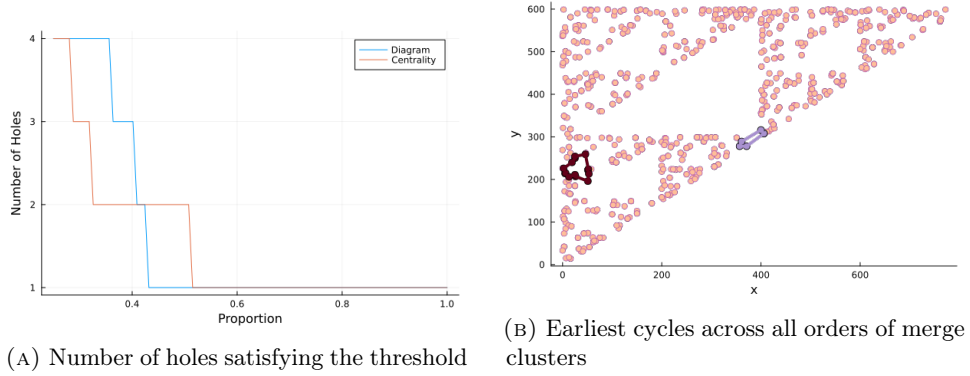 4
3
2
1
Number of Holes
0.4
0.6
0.8
1.0
Proportion
Diagram
Centrality
(A) Number of holes satisfying the threshold
600
500
400
300
200
100
0
y
0
200
400
600
x
(B) Earliest cycles across all orders of merge
clusters